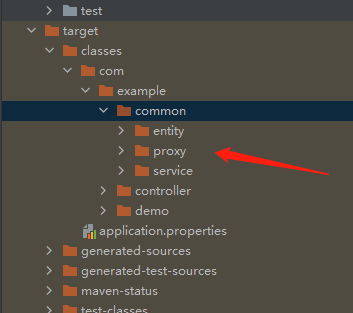 test
target
classes
com
example
common
entity
proxy
service
controller
demo
application.properties
generated-sources
generated-test-sources
maven-status
test-classes